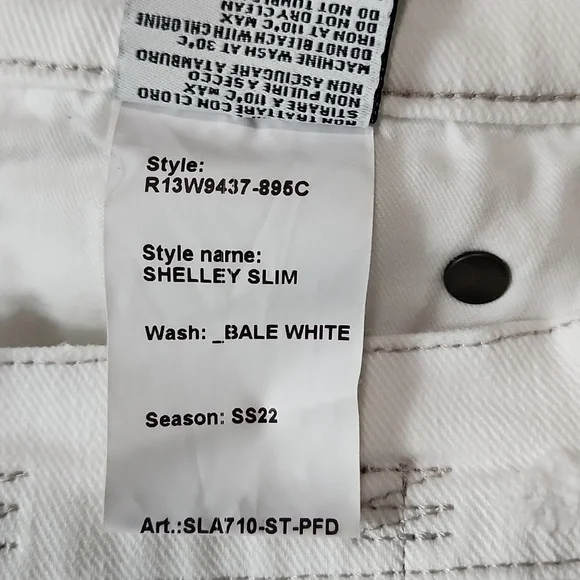 NON TRATTARE CON CLORO
STIRARE A 110°C MAX
NON PULIRE A SECCO
NON ASCIUGARE A TAMBURO
MACHINE WASH AT 30°C
DO NOT BLEACH WITH CHLORINE
IRON AT 110°C MAX
DO NOT DRY CLEAN
DO NOT TUMBLE
Style:
R13W9437-895C
Style name:
SHELLEY SLIM
Wash: _BALE WHITE
Season: SS22
Art.:SLA710-ST-PFD